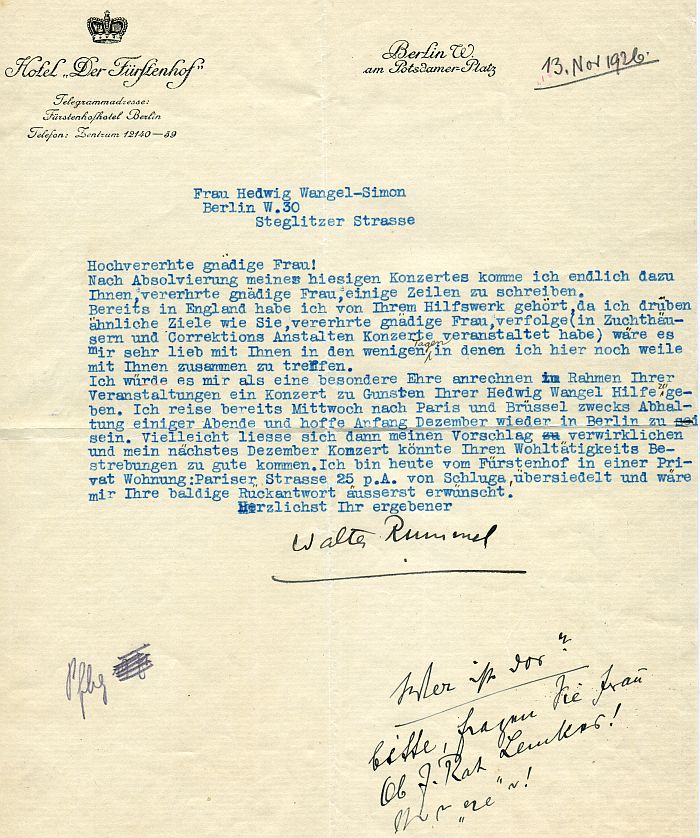 Hotel „Der Fürstenhof"
Telegrammadresse:
Fürstenhofhotel Berlin
Telefon: Zentrum 12140—59
Berlin W.
am Potsdamer-Platz
13. Nov 1926.
Frau Hedwig Wangel-Simon
Berlin W.30
Steglitzer Strasse
Hochvererhte gnädige Frau!
Nach Absolvierung meines hiesigen Konzertes komme ich endlich dazu
Ihnen,vererhrte gnädige Frau,einige Zeilen zu schreiben.
Bereits in England habe ich von Ihrem Hilfswerk gehört,da ich drüben
ähnliche Ziele wie Sie,vererhrte gnädige Frau,verfolge(in Zuchthäu-
sern und Correktions Anstalten Konzerte veranstaltet habe) wäre es
mir sehr lieb mit Ihnen in den wenigen Tagen, in denen ich hier noch weile
mit Ihnen zusammen zu treffen.
Ich würde es mir als eine besondere Ehre anrechnen im Rahmen Ihrer
Veranstaltungen ein Konzert zu Gunsten Ihrer Hedwig Wangel Hilfe zu ge-
ben. Ich reise bereits Mittwoch nach Paris und Brüssel zwecks Abhal-
tung einiger Abende und hoffe Anfang Dezember wieder in Berlin zu
sein. Vielleicht liesse sich dann meinen Vorschlag zu verwirklichen
und mein nächstes Dezember Konzert könnte Ihren Wohltätigkeits Be-
strebungen zu gute kommen.Ich bin heute vom Fürstenhof in einer Pri-
vat Wohnung:Pariser Strasse 25 p.A. von Schluga,übersiedelt und wäre
mir Ihre baldige Rückantwort äusserst erwünscht.
Herzlichst Ihr ergebener
Walter Rummel
Wer ist das?
bitte, fragen Sie Frau
Ob J. Rat